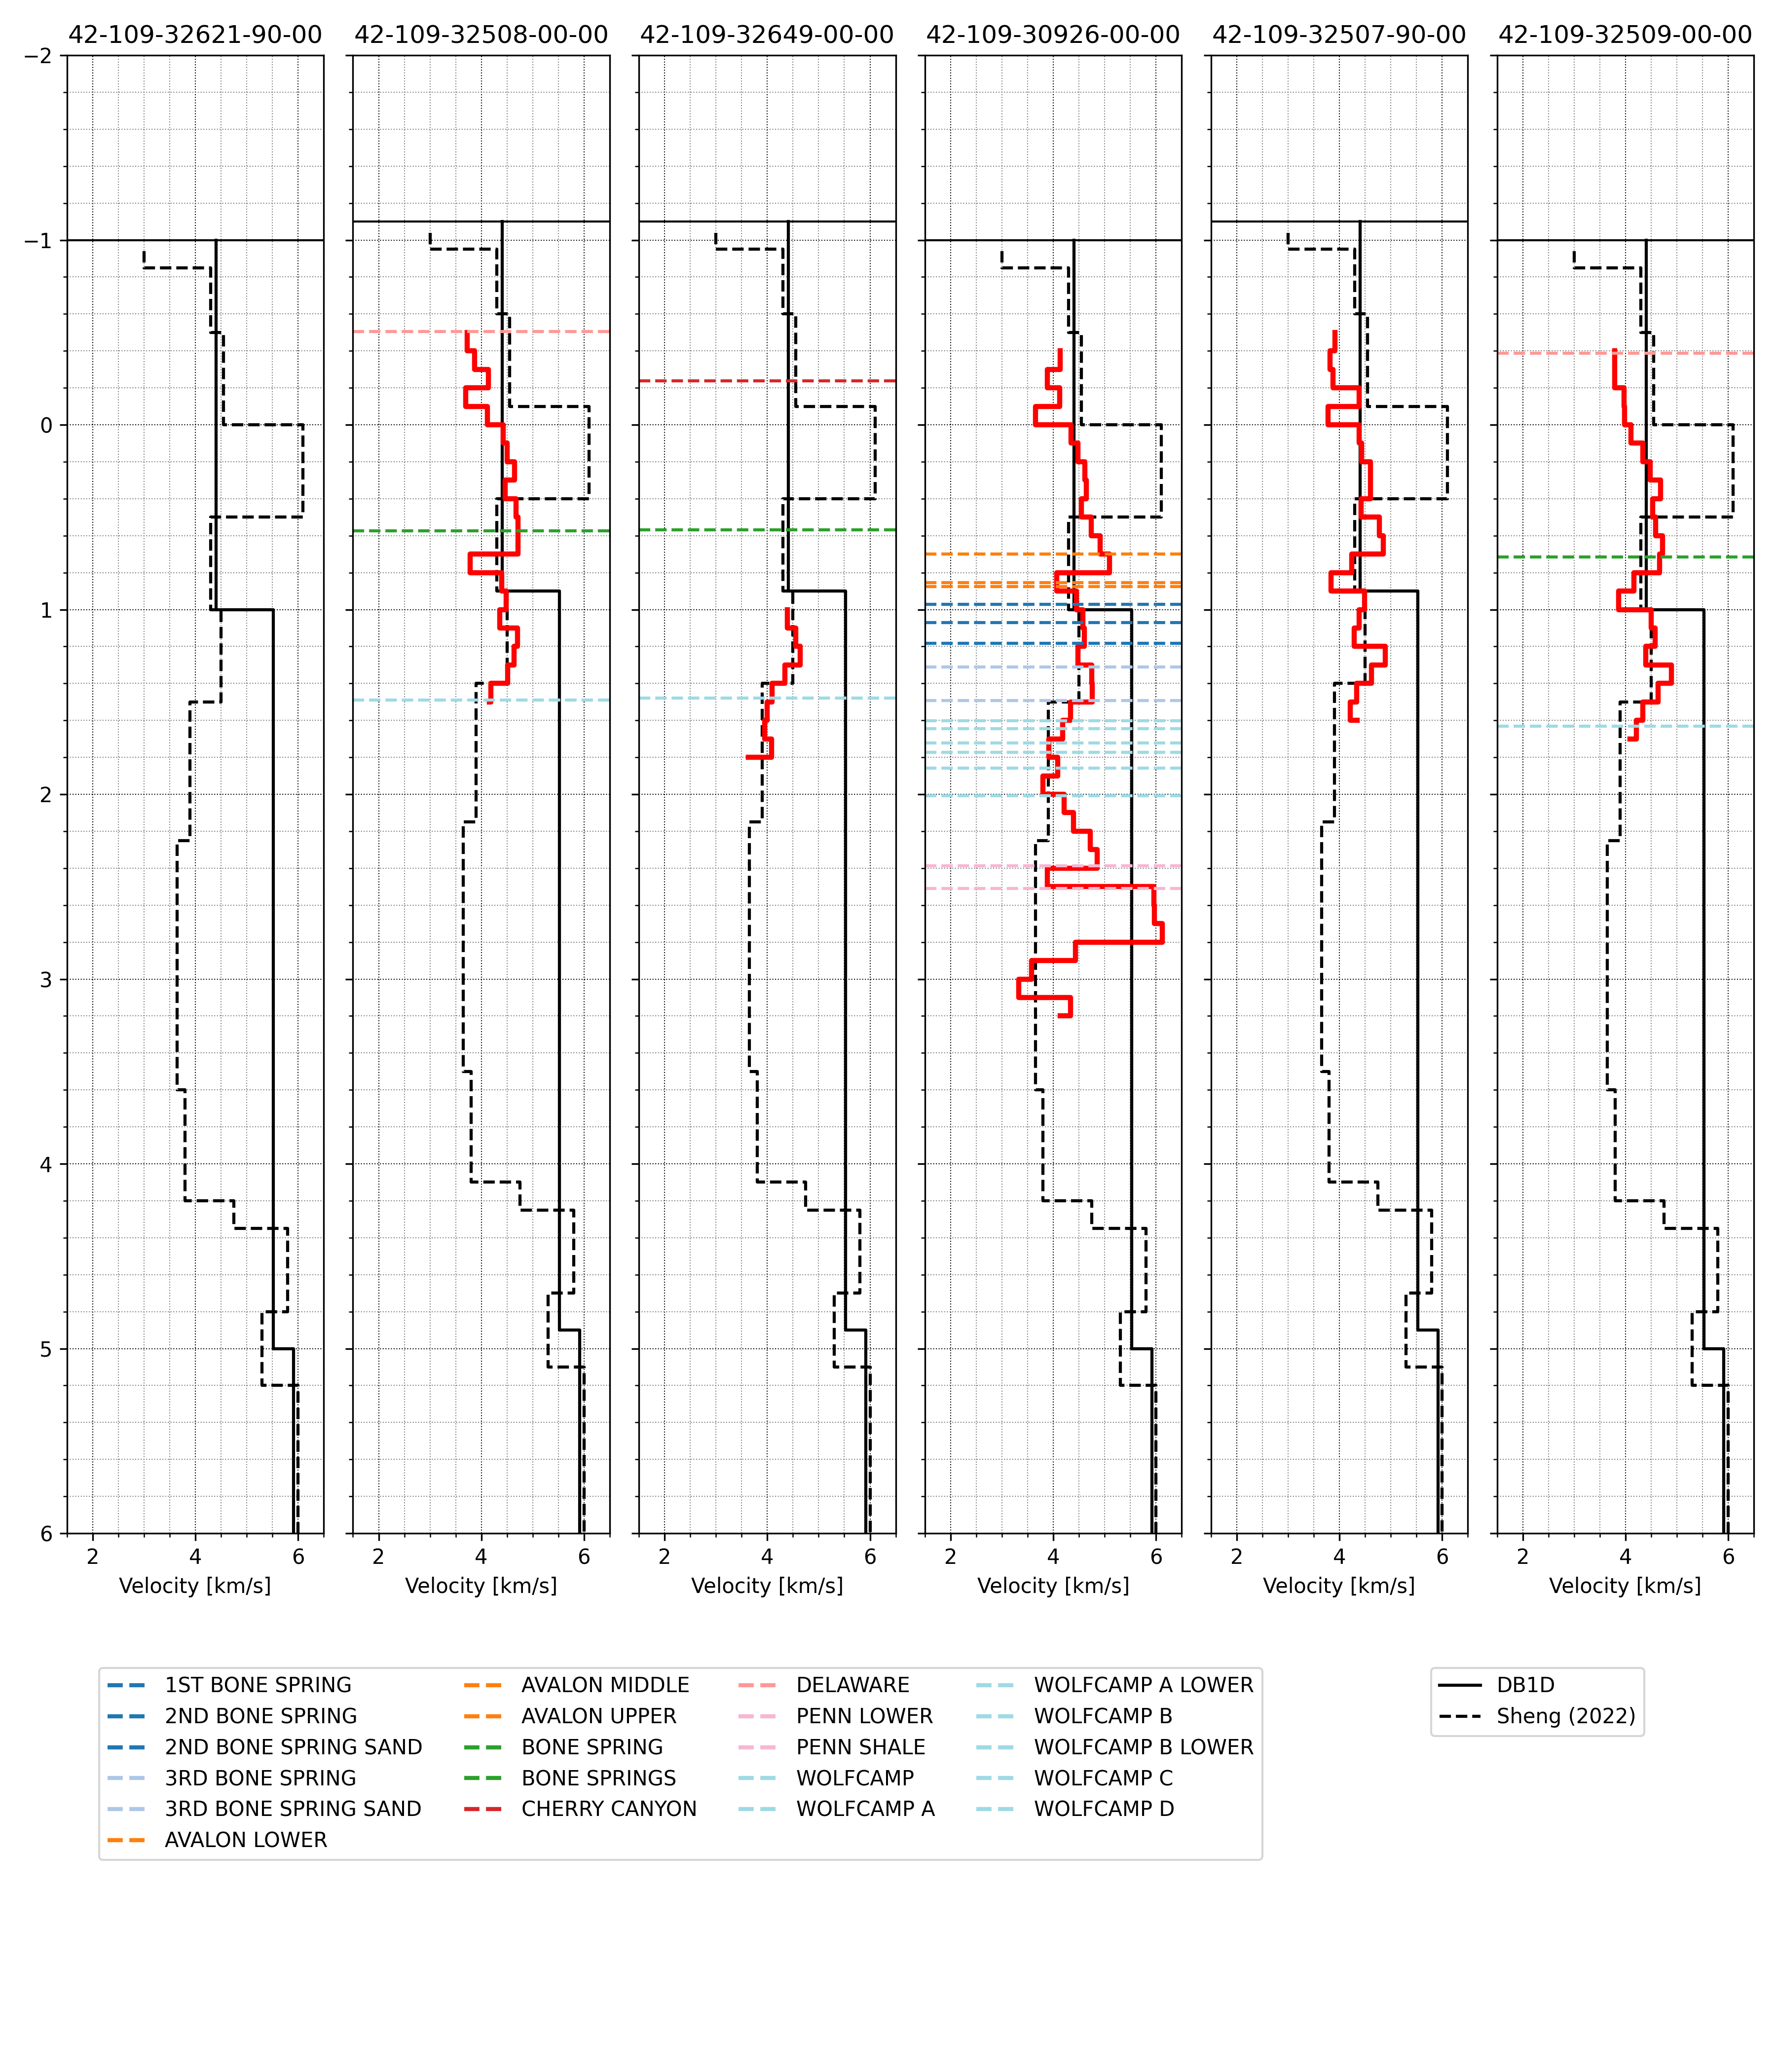 42-109-32621-90-00 42-109-32508-00-00 42-109-32649-00-00 42-109-30926-00-00 42-109-32507-90-00 42-109-32509-00-00
−2
−1
0
1
2
3
4
5
6
2 4 6 2 4 6 2 4 6 2 4 6 2 4 6 2 4 6
Velocity [km/s] Velocity [km/s] Velocity [km/s] Velocity [km/s] Velocity [km/s] Velocity [km/s]
1ST BONE SPRING
2ND BONE SPRING
2ND BONE SPRING SAND
3RD BONE SPRING
3RD BONE SPRING SAND
AVALON LOWER
AVALON MIDDLE
AVALON UPPER
BONE SPRING
BONE SPRINGS
CHERRY CANYON
DELAWARE
PENN LOWER
PENN SHALE
WOLFCAMP
WOLFCAMP A
WOLFCAMP A LOWER
WOLFCAMP B
WOLFCAMP B LOWER
WOLFCAMP C
WOLFCAMP D
DB1D
Sheng (2022)